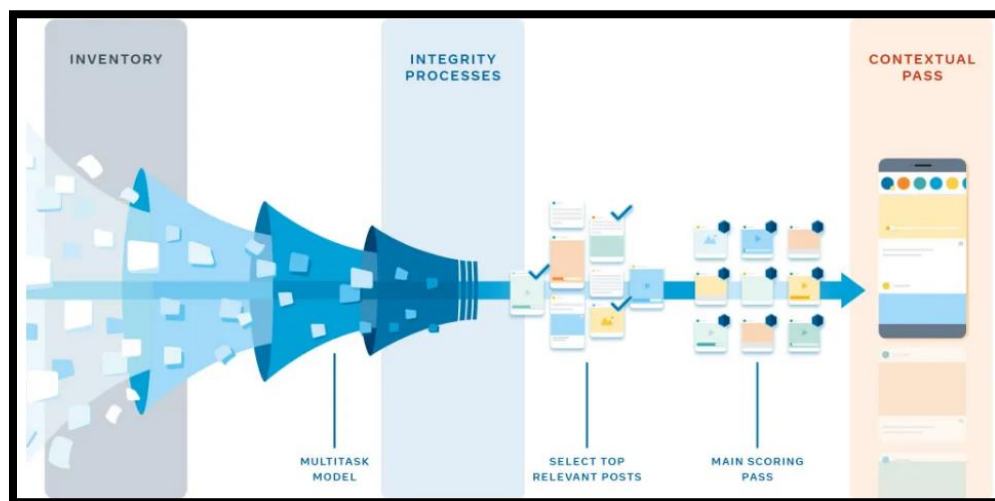 INVENTORY
INTEGRITY
PROCESSES
CONTEXTUAL
PASS
MULTITASK
MODEL
SELECT TOP
RELEVANT POSTS
MAIN SCORING
PASS